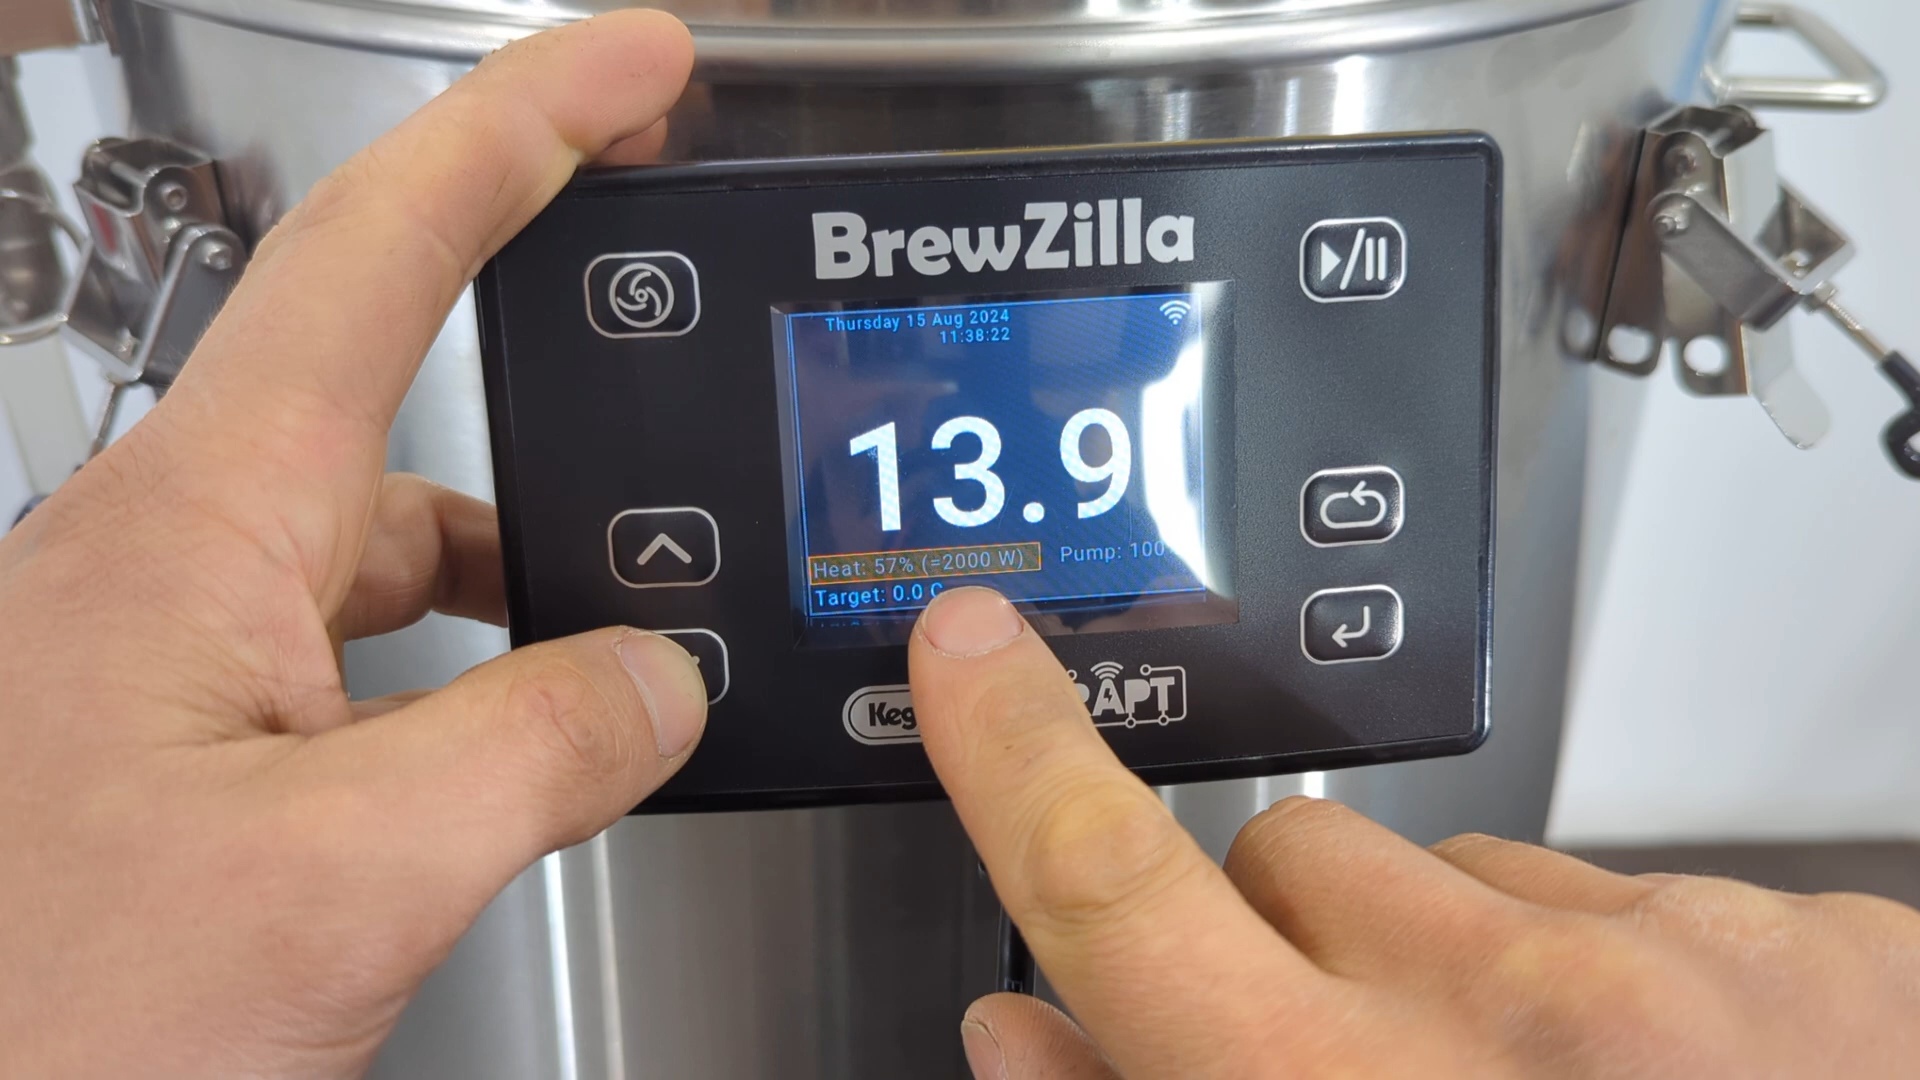 BrewZilla
Thursday 15 Aug 2024
11:38:22
13.9
Heat: 57% (=2000 W)
Pump: 100
Target: 0.0 C
Keg
APT